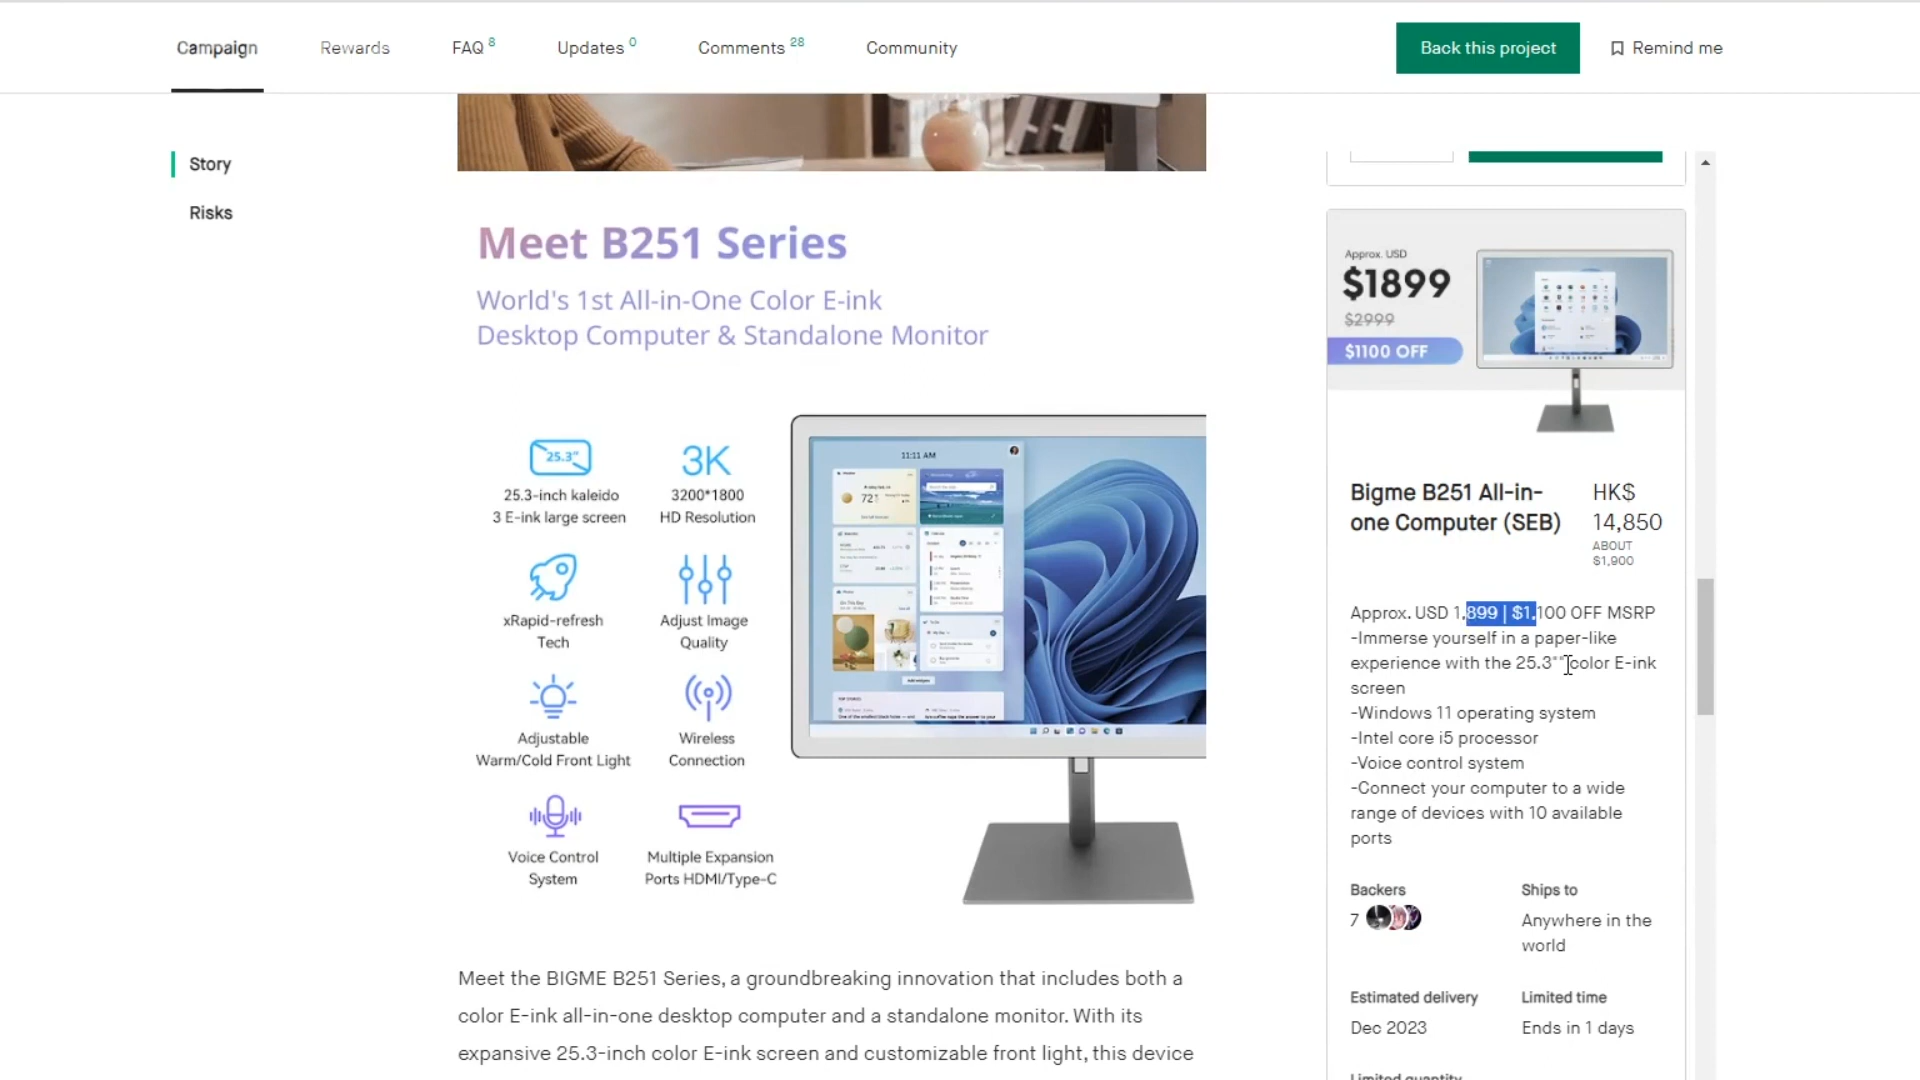 Campaign
Rewards
FAQ 8
Updates 0
Comments 28
Community
Back this project
Remind me
Story
Risks
Meet B251 Series
World's 1st All-in-One Color E-ink
Desktop Computer & Standalone Monitor
25.3"
25.3-inch kaleido
3 E-ink large screen
3K
3200*1800
HD Resolution
xRapid-refresh
Tech
Adjust Image
Quality
Adjustable
Warm/Cold Front Light
Wireless
Connection
Voice Control
System
Multiple Expansion
Ports HDMI/Type-C
11:11 AM
Meet the BIGME B251 Series, a groundbreaking innovation that includes both a
color E-ink all-in-one desktop computer and a standalone monitor. With its
expansive 25.3-inch color E-ink screen and customizable front light, this device
Approx. USD
$1899
$2999
$1100 OFF
Bigme B251 All-in-
one Computer (SEB)
HK$
14,850
ABOUT
$1,900
Approx. USD 1,899 | $1,100 OFF MSRP
-Immerse yourself in a paper-like
experience with the 25.3'' color E-ink
screen
-Windows 11 operating system
-Intel core i5 processor
-Voice control system
-Connect your computer to a wide
range of devices with 10 available
ports
Backers
7
Ships to
Anywhere in the
world
Estimated delivery
Dec 2023
Limited time
Ends in 1 days
Limited quantity